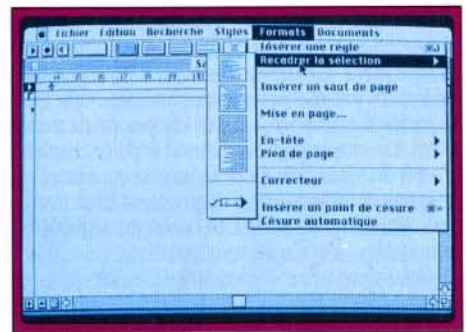 Fichier Edition Recherche Styles Formats Documents
Insérer une règle
Recadrer la sélection
Insérer un saut de page
Mise en page...
En-tête
Pied de page
Correcteur
Insérer un point de césure ⌘-
Césure automatique